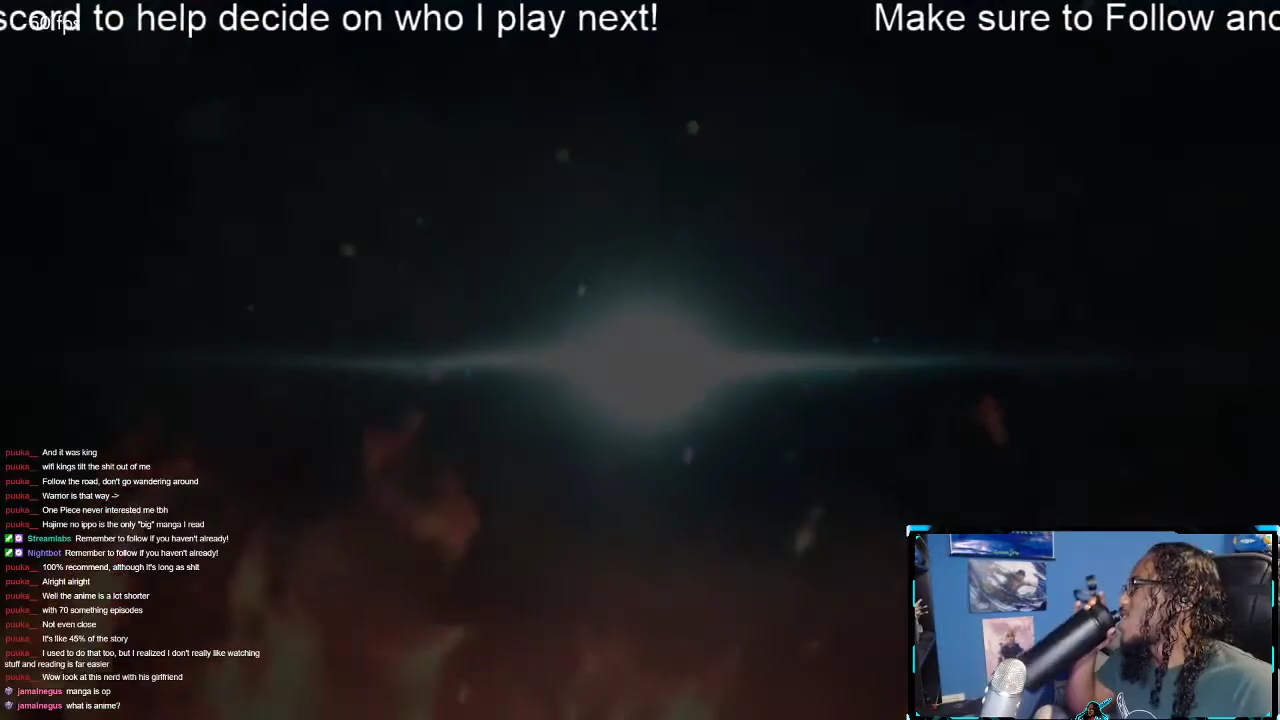 scord to help decide on who I play next! Make sure to Follow and
60 fps
puuka__ And it was king
puuka__ wifi kings tilt the shit out of me
puuka__ Follow the road, don't go wandering around
puuka__ Warrior is that way ->
puuka__ One Piece never interested me tbh
puuka__ Hajime no ippo is the only "big" manga I read
Streamlabs Remember to follow if you haven't already!
Nightbot Remember to follow if you haven't already!
puuka__ 100% recommend, although it's long as shit
puuka__ Alright alright
puuka__ Well the anime is a lot shorter
puuka__ with 70 something episodes
puuka__ Not even close
puuka__ It's like 45% of the story
puuka__ I used to do that too, but I realized I don't really like watching
stuff and reading is far easier
puuka__ Wow look at this nerd with his girlfriend
jamalnegus manga is op
jamalnegus what is anime?